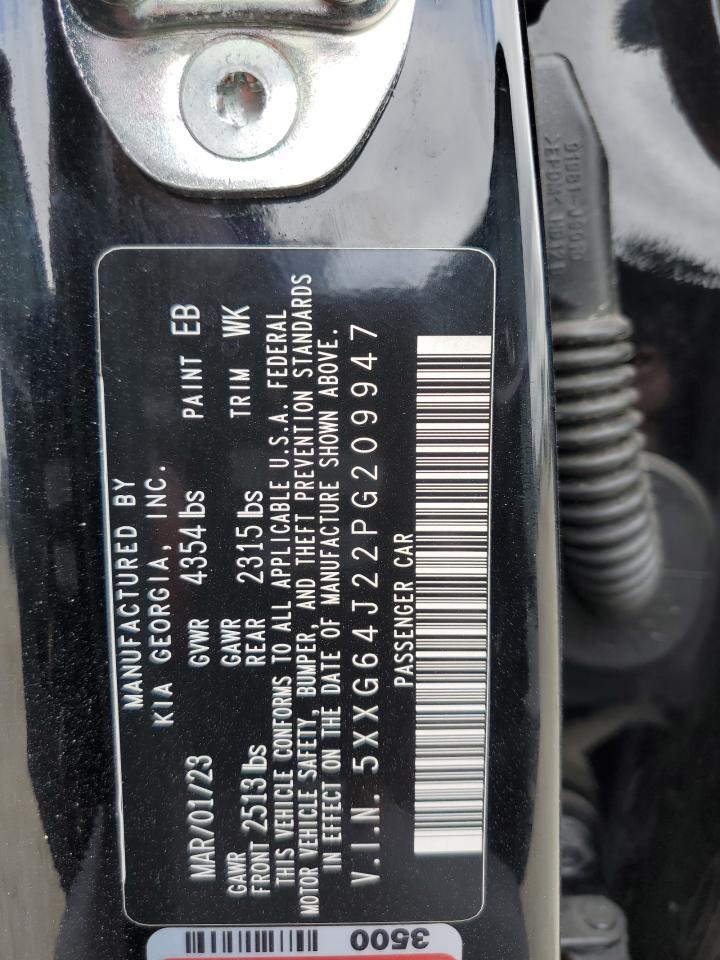 MANUFACTURED BY
KIA GEORGIA, INC.
MAR/01/23 GVWR 4354 lbs PAINT EB
GAWR FRONT 2513 lbs GAWR REAR 2315 lbs TRIM WK
THIS VEHICLE CONFORMS TO ALL APPLICABLE U.S.A. FEDERAL
MOTOR VEHICLE SAFETY, BUMPER, AND THEFT PREVENTION STANDARDS
IN EFFECT ON THE DATE OF MANUFACTURE SHOWN ABOVE.
V.I.N. 5XXG64J22PG209947
PASSENGER CAR
3500